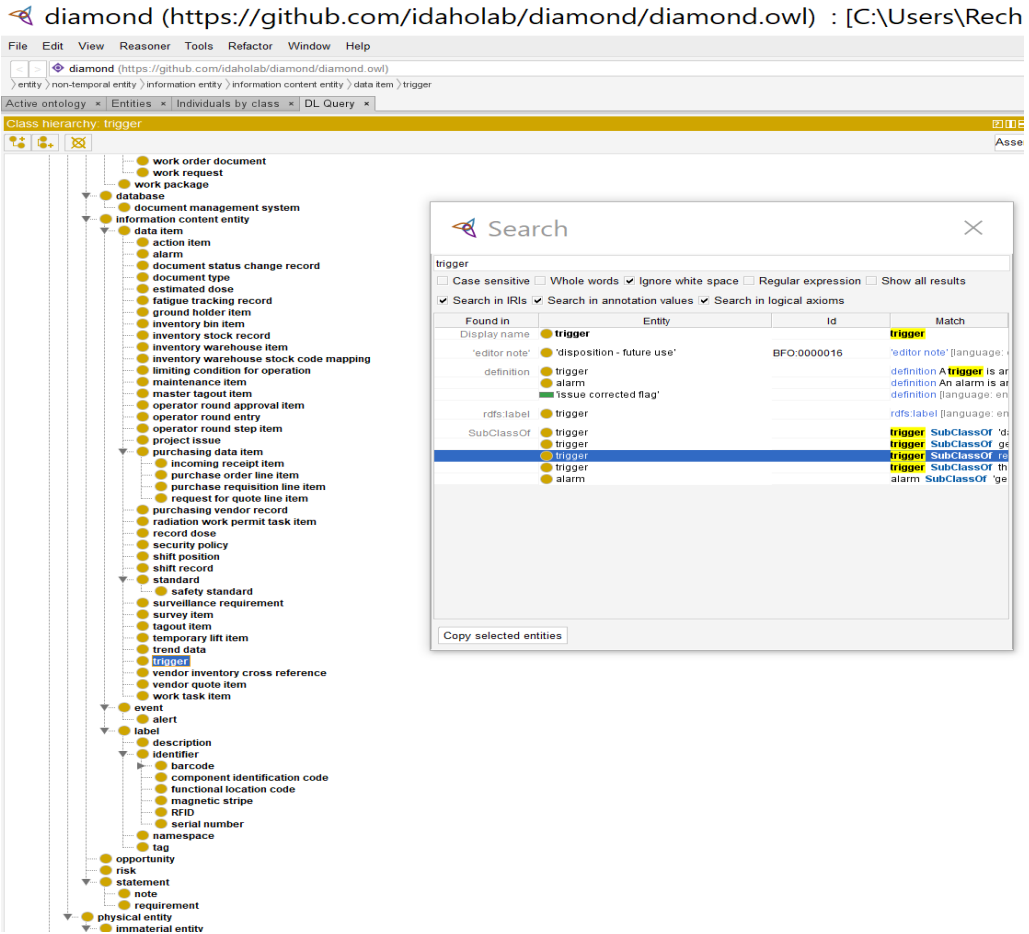 diamond (https://github.com/idaholab/diamond/diamond.owl) : [C:\Users\Rech
File Edit View Reasoner Tools Refactor Window Help
< > diamond (https://github.com/idaholab/diamond/diamond.owl)
entity non-temporal entity information entity information content entity data item trigger
Active ontology × Entities × Individuals by class × DL Query ×
Class hierarchy: trigger
Asse
work order document
work request
work package
database
document management system
information content entity
data item
action item
alarm
document status change record
document type
estimated dose
fatigue tracking record
ground holder item
inventory bin item
inventory stock record
inventory warehouse item
inventory warehouse stock code mapping
limiting condition for operation
maintenance item
master tagout item
operator round approval item
operator round entry
operator round step item
project issue
purchasing data item
incoming receipt item
purchase order line item
purchase requisition line item
request for quote line item
purchasing vendor record
radiation work permit task item
record dose
security policy
shift position
shift record
standard
safety standard
surveillance requirement
survey item
tagout item
temporary lift item
trend data
trigger
vendor inventory cross reference
vendor quote item
work task item
event
alert
label
description
identifier
barcode
component identification code
functional location code
magnetic stripe
RFID
serial number
namespace
tag
opportunity
risk
statement
note
requirement
physical entity
immaterial entity
Search
trigger
Case sensitive Whole words Ignore white space Regular expression Show all results
Search in IRIs Search in annotation values Search in logical axioms
Found in Entity Id Match
Display name trigger trigger
'editor note' 'disposition - future use' BFO:0000016 'editor note' [language:
definition trigger definition A trigger is ar
alarm definition An alarm is ar
'issue corrected flag' definition [language: en
rdfs:label trigger rdfs:label [language: en
SubClassOf trigger trigger SubClassOf 'da
trigger trigger SubClassOf ge
trigger trigger SubClassOf re
trigger trigger SubClassOf th
alarm alarm SubClassOf 'ge
Copy selected entities